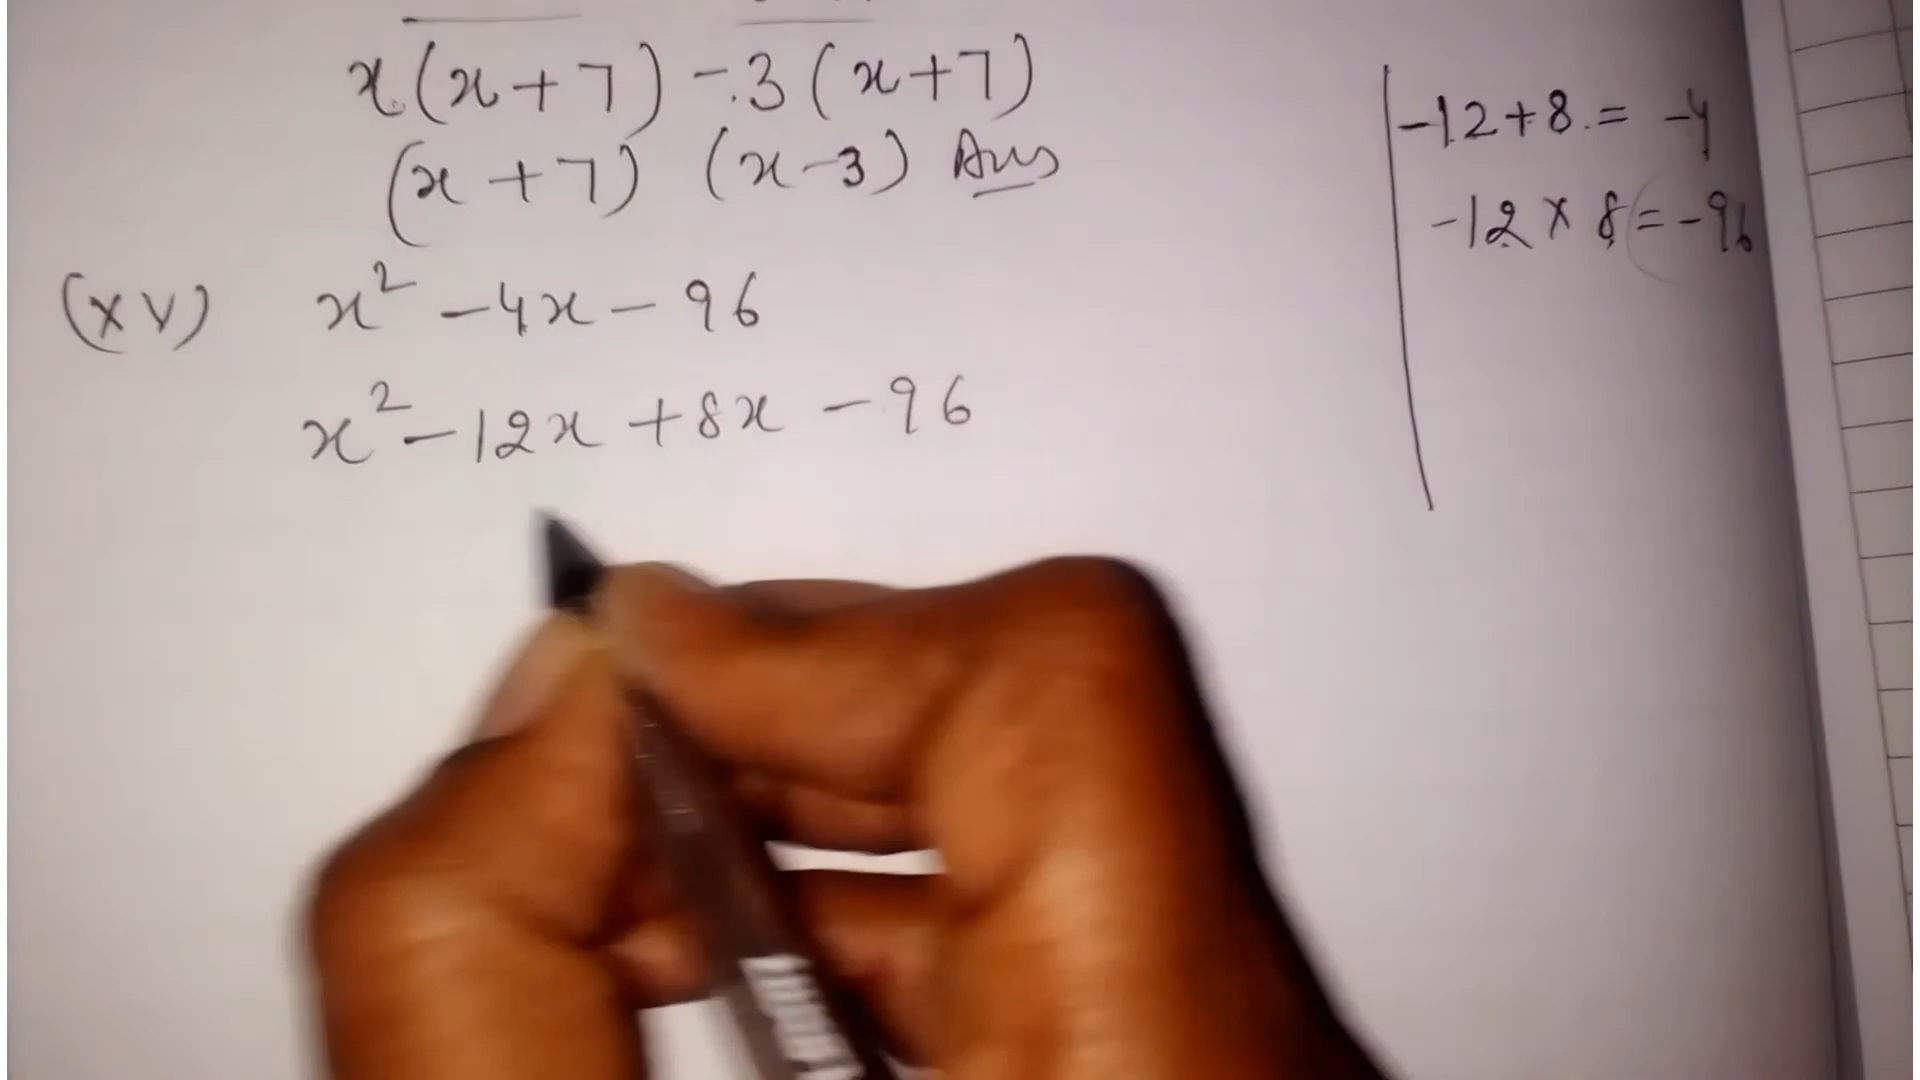 x(x+7) -3(x+7)
(x+7) (x-3) Ans
(xv) x² -4x - 96
x² -12x +8x - 96
-12+8 = -4
-12 × 8 = -96